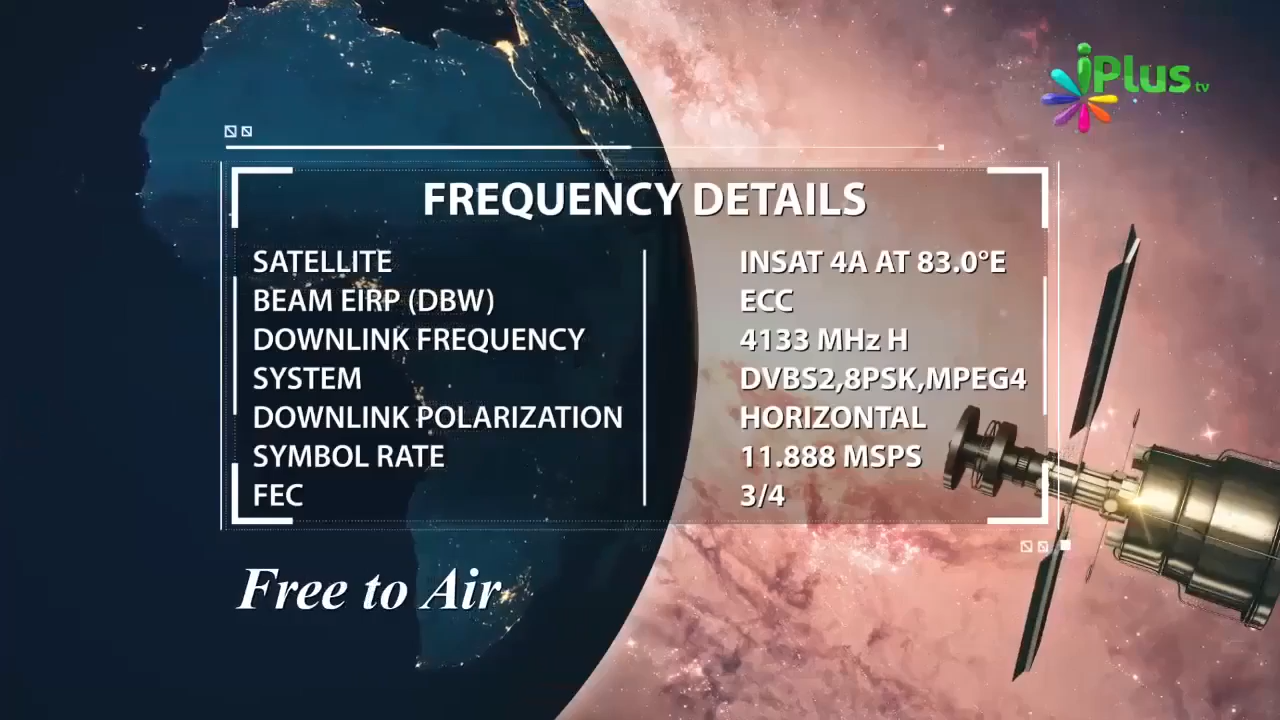 iPlus tv
FREQUENCY DETAILS
SATELLITE INSAT 4A AT 83.0°E
BEAM EIRP (DBW) ECC
DOWNLINK FREQUENCY 4133 MHz H
SYSTEM DVBS2,8PSK,MPEG4
DOWNLINK POLARIZATION HORIZONTAL
SYMBOL RATE 11.888 MSPS
FEC 3/4
Free to Air